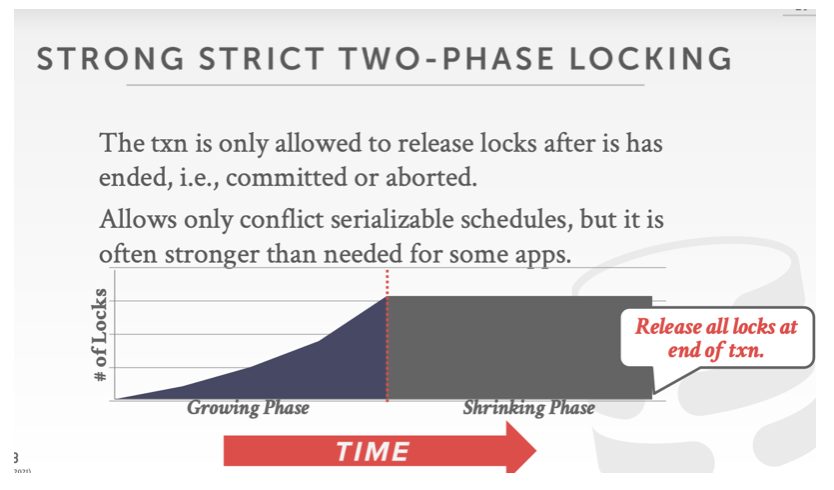 STRONG STRICT TWO-PHASE LOCKING
The txn is only allowed to release locks after is has
ended, i.e., committed or aborted.
Allows only conflict serializable schedules, but it is
often stronger than needed for some apps.
# of Locks
Release all locks at
end of txn.
Growing Phase
Shrinking Phase
TIME
2021)